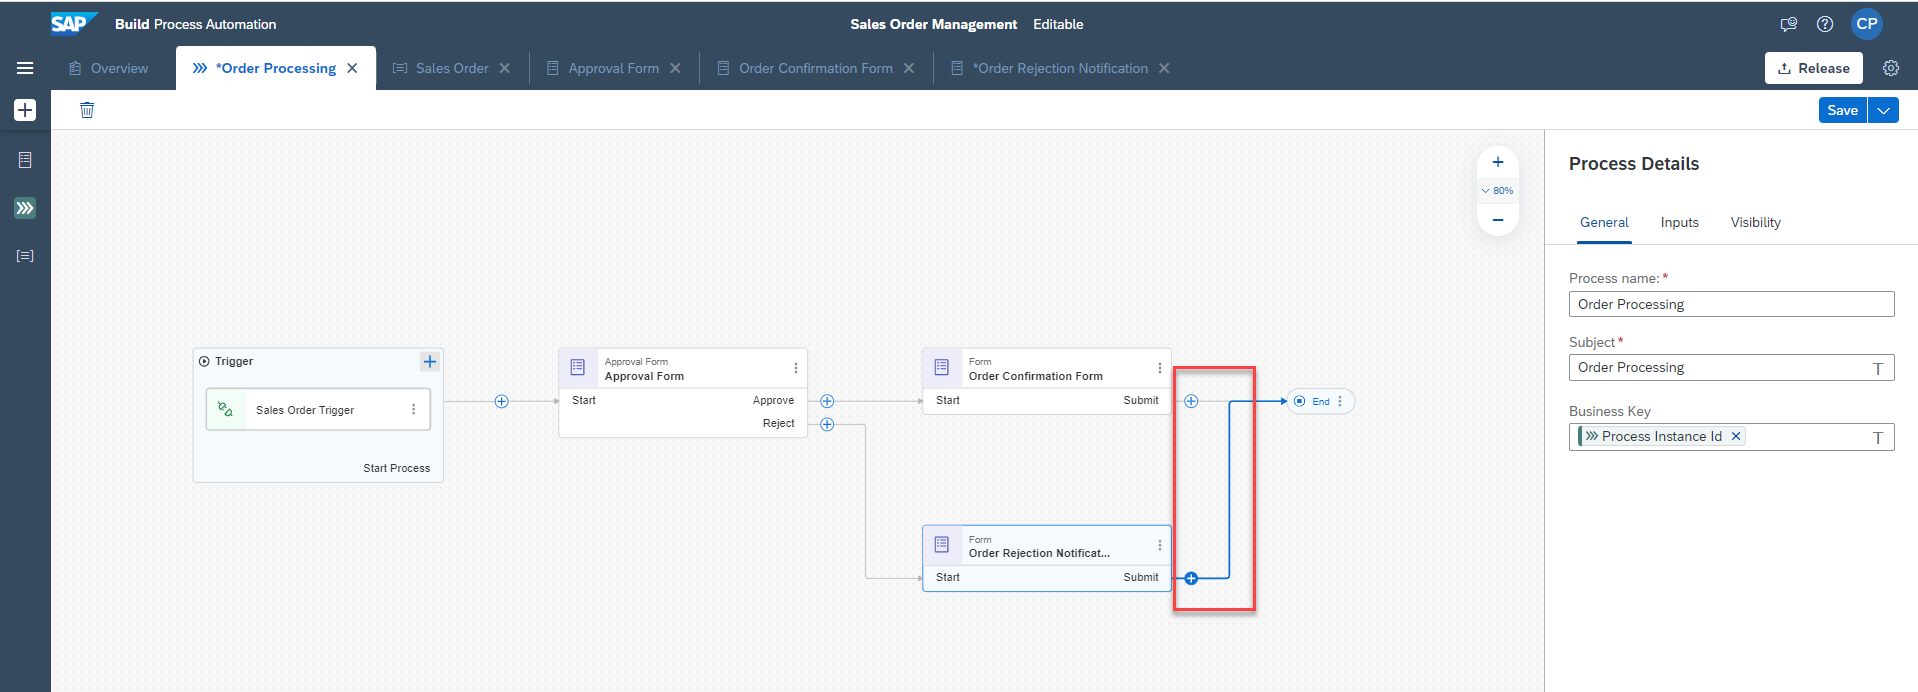 SAP Build Process Automation
Sales Order Management Editable
CP
Overview
*Order Processing
Sales Order
Approval Form
Order Confirmation Form
*Order Rejection Notification
Release
Save
80%
Process Details
General Inputs Visibility
Process name: *
Order Processing
Subject *
Order Processing
Business Key
Process Instance Id
Trigger
Sales Order Trigger
Start Process
Approval Form
Approval Form
Start Approve
Reject
Form
Order Confirmation Form
Start Submit
End
Form
Order Rejection Notificat...
Start Submit